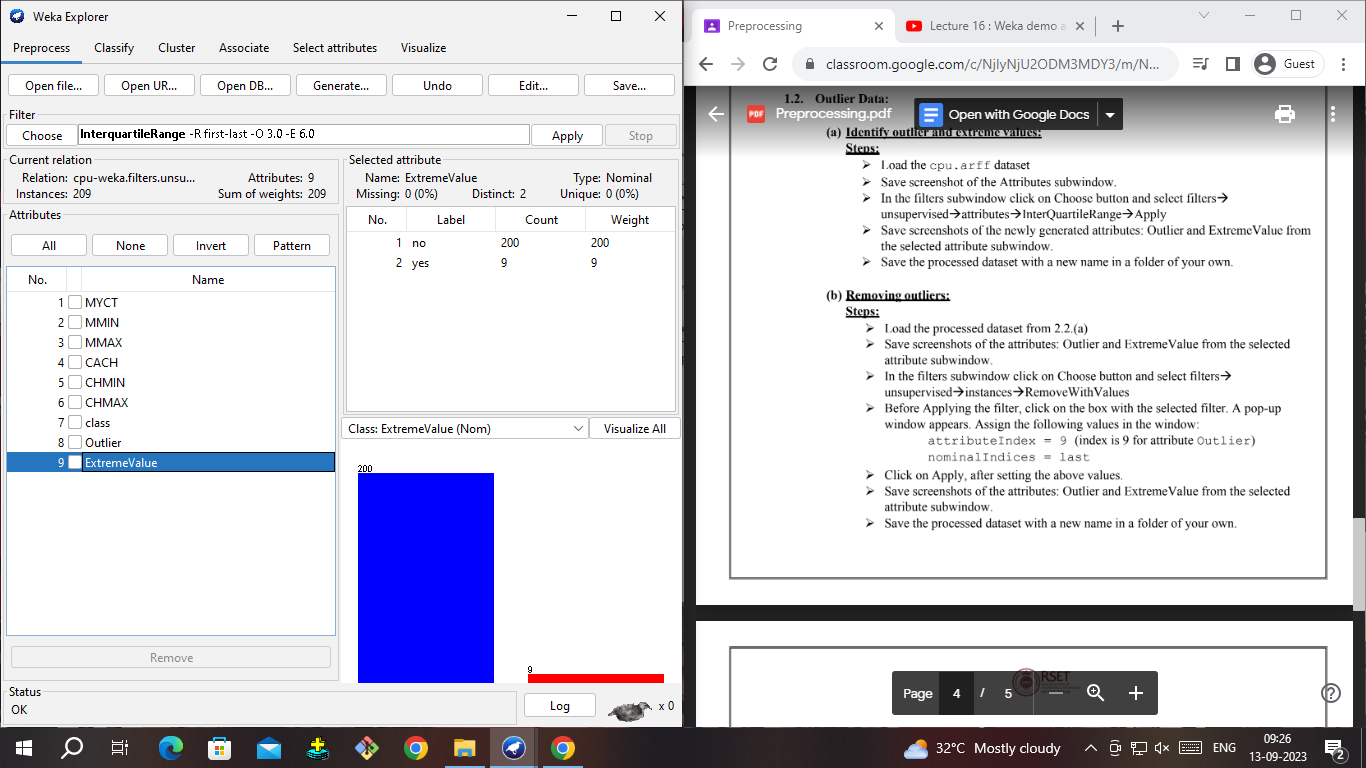 Weka Explorer
Preprocess Classify Cluster Associate Select attributes Visualize
Open file... Open UR... Open DB... Generate... Undo Edit... Save...
Filter
Choose InterquartileRange -R first-last -O 3.0 -E 6.0 Apply Stop
Current relation
Relation: cpu-weka.filters.unsu... Attributes: 9
Instances: 209 Sum of weights: 209
Attributes
All None Invert Pattern
No. Name
1 MYCT
2 MMIN
3 MMAX
4 CACH
5 CHMIN
6 CHMAX
7 class
8 Outlier
9 ExtremeValue
Remove
Status
OK
Log x 0
Selected attribute
Name: ExtremeValue Type: Nominal
Missing: 0 (0%) Distinct: 2 Unique: 0 (0%)
No. Label Count Weight
1 no 200 200
2 yes 9 9
Class: ExtremeValue (Nom) Visualize All
200
9
Preprocessing Lecture 16 : Weka demo a
classroom.google.com/c/NjIyNjU2ODM3MDY3/m/N... Guest
PDF Preprocessing.pdf Open with Google Docs
1.2. Outlier Data:
(a) Identify outlier and extreme values:
Steps:
➢ Load the cpu.arff dataset
➢ Save screenshot of the Attributes subwindow.
➢ In the filters subwindow click on Choose button and select filters→
unsupervised→attributes→InterQuartileRange→Apply
➢ Save screenshots of the newly generated attributes: Outlier and ExtremeValue from
the selected attribute subwindow.
➢ Save the processed dataset with a new name in a folder of your own.
(b) Removing outliers:
Steps:
➢ Load the processed dataset from 2.2.(a)
➢ Save screenshots of the attributes: Outlier and ExtremeValue from the selected
attribute subwindow.
➢ In the filters subwindow click on Choose button and select filters→
unsupervised→instances→RemoveWithValues
➢ Before Applying the filter, click on the box with the selected filter. A pop-up
window appears. Assign the following values in the window:
attributeIndex = 9 (index is 9 for attribute Outlier)
nominalIndices = last
➢ Click on Apply, after setting the above values.
➢ Save screenshots of the attributes: Outlier and ExtremeValue from the selected
attribute subwindow.
➢ Save the processed dataset with a new name in a folder of your own.
RSET
Page 4 / 5
32°C Mostly cloudy ENG 09:26
13-09-2023 2